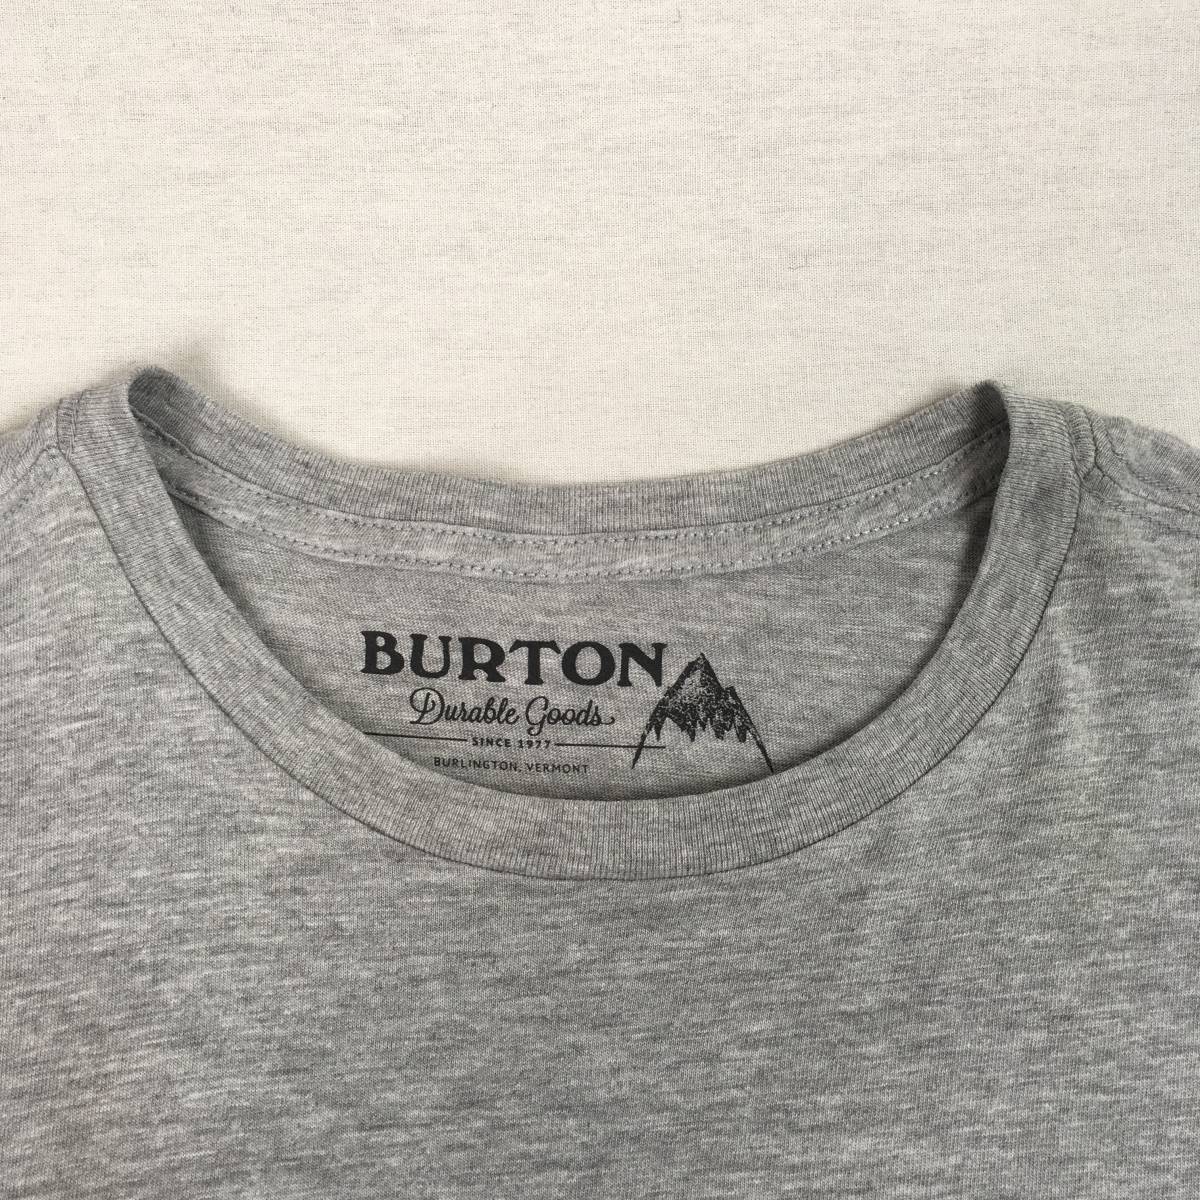 BURTON
Durable Goods
SINCE 1977
BURLINGTON, VERMONT